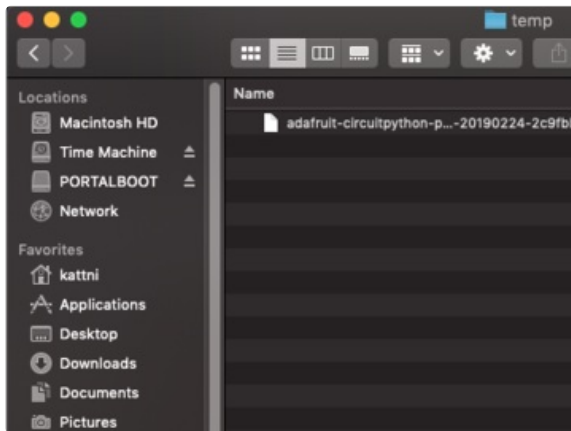 temp
Locations
Macintosh HD
Time Machine
PORTALBOOT
Network
Favorites
kattni
Applications
Desktop
Downloads
Documents
Pictures
Name
adafruit-circuitpython-p...-20190224-2c9fb